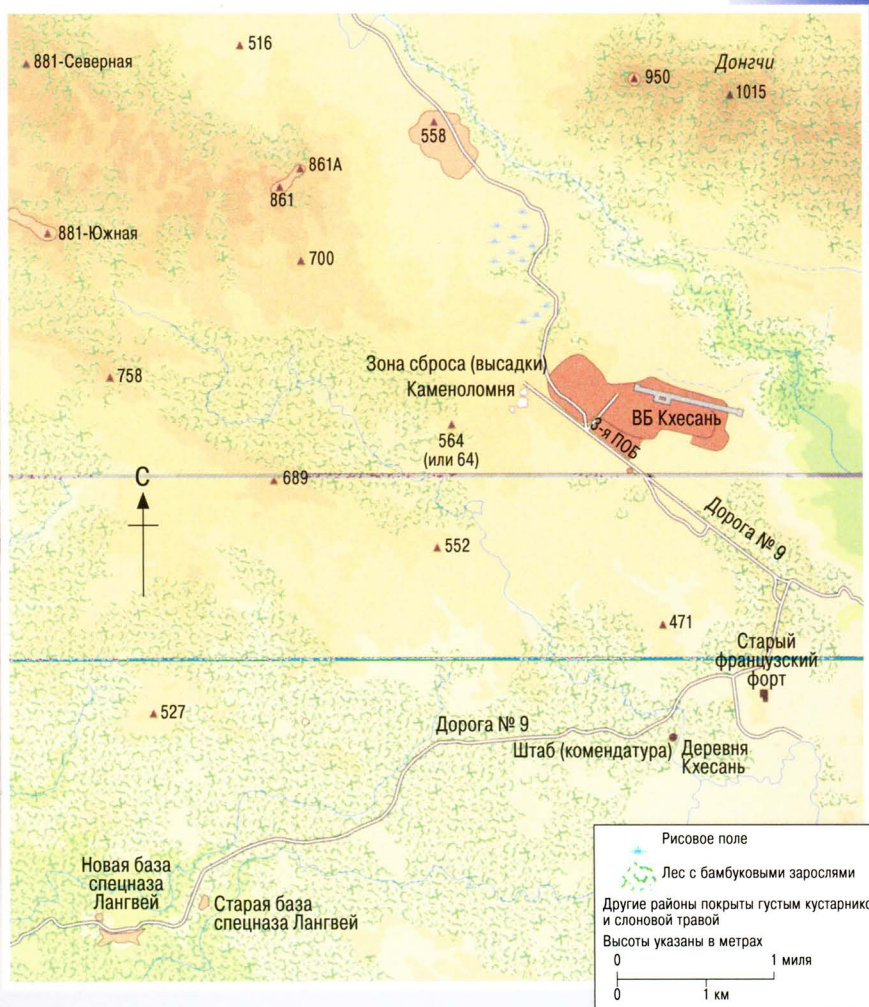 881-Северная
516
Донгчи
950
1015
558
861А
861
881-Южная
700
Зона сброса (высадки)
Каменоломня
758
ВБ Кхесань
3-я ПОБ
564
(или 64)
С
689
Дорога № 9
552
471
Старый
французский
форт
527
Дорога № 9
Штаб (комендатура)
Деревня
Кхесань
Новая база
спецназа
Лангвей
Старая база
спецназа Лангвей
Рисовое поле
Лес с бамбуковыми зарослями
Другие районы покрыты густым кустарнико
и слоновой травой
Высоты указаны в метрах
0 1 миля
0 1 км